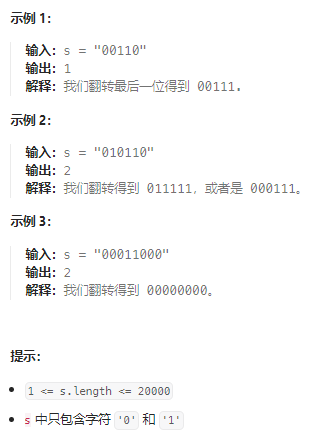 示例 1：
输入：s = "00110"
输出：1
解释：我们翻转最后一位得到 00111.
示例 2：
输入：s = "010110"
输出：2
解释：我们翻转得到 011111，或者是 000111。
示例 3：
输入：s = "00011000"
输出：2
解释：我们翻转得到 00000000。
提示：
1 <= s.length <= 20000
s 中只包含字符 '0' 和 '1'